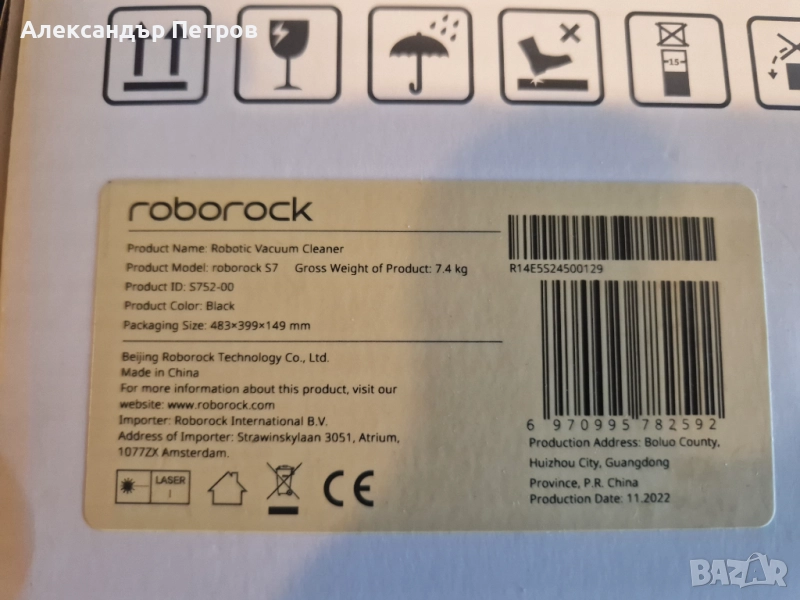 Александър Петров
15
roborock
Product Name: Robotic Vacuum Cleaner
Product Model: roborock S7 Gross Weight of Product: 7.4 kg
Product ID: S752-00
Product Color: Black
Packaging Size: 483×399×149 mm
R14E5S24500129
Beijing Roborock Technology Co., Ltd.
Made in China
For more information about this product, visit our
website: www.roborock.com
Importer: Roborock International B.V.
Address of Importer: Strawinskylaan 3051, Atrium,
1077ZX Amsterdam.
6 970995 782592
Production Address: Boluo County,
Huizhou City, Guangdong
Province, P.R. China
Production Date: 11.2022
LASER
1
CE
BAZAR